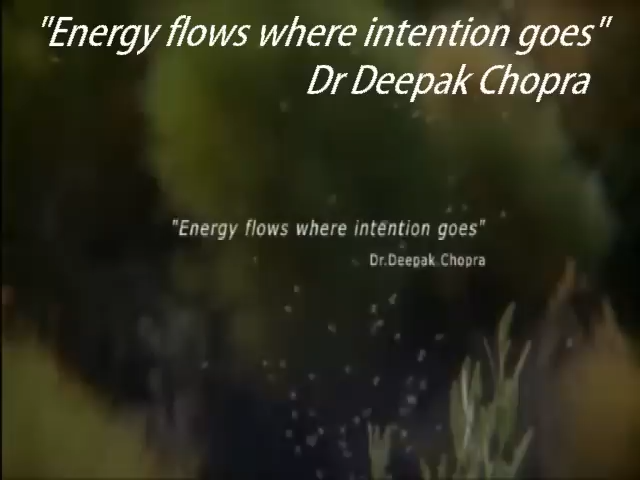 "Energy flows where intention goes"
Dr Deepak Chopra
"Energy flows where intention goes"
Dr.Deepak Chopra